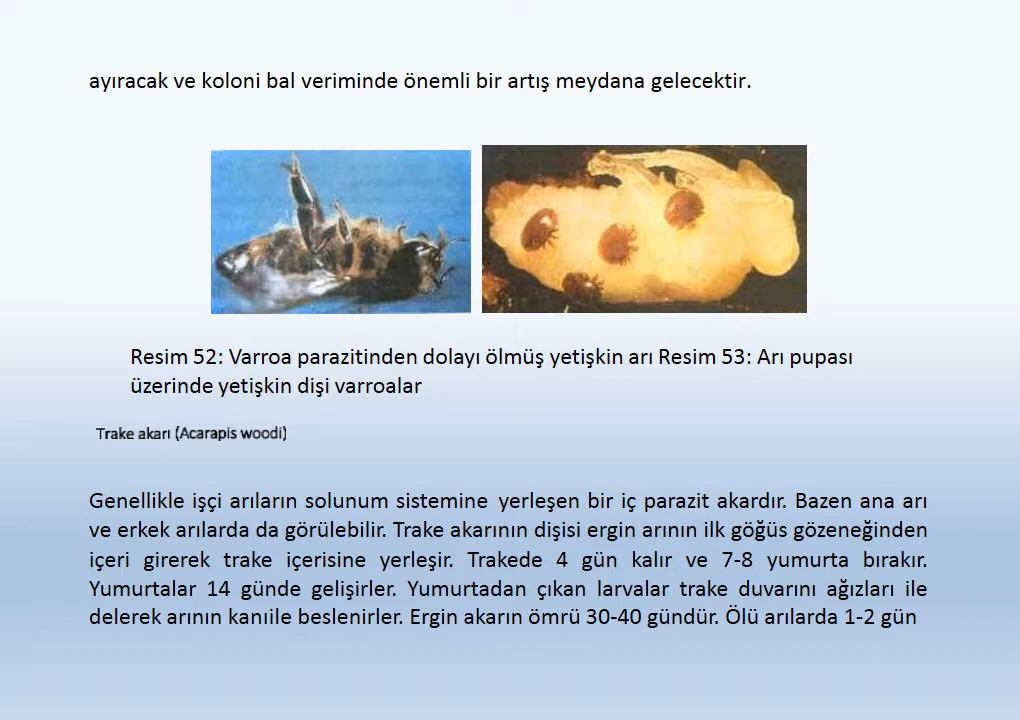 ayıracak ve koloni bal veriminde önemli bir artış meydana gelecektir.
Resim 52: Varroa parazitinden dolayı ölmüş yetişkin arı Resim 53: Arı pupası
üzerinde yetişkin dişi varroalar
Trake akarı (Acarapis woodi)
Genellikle işçi arıların solunum sistemine yerleşen bir iç parazit akardır. Bazen ana arı
ve erkek arılarda da görülebilir. Trake akarının dişisi ergin arının ilk göğüs gözeneğinden
içeri girerek trake içerisine yerleşir. Trakede 4 gün kalır ve 7-8 yumurta bırakır.
Yumurtalar 14 günde gelişirler. Yumurtadan çıkan larvalar trake duvarını ağızları ile
delerek arının kanıile beslenirler. Ergin akarın ömrü 30-40 gündür. Ölü arılarda 1-2 gün